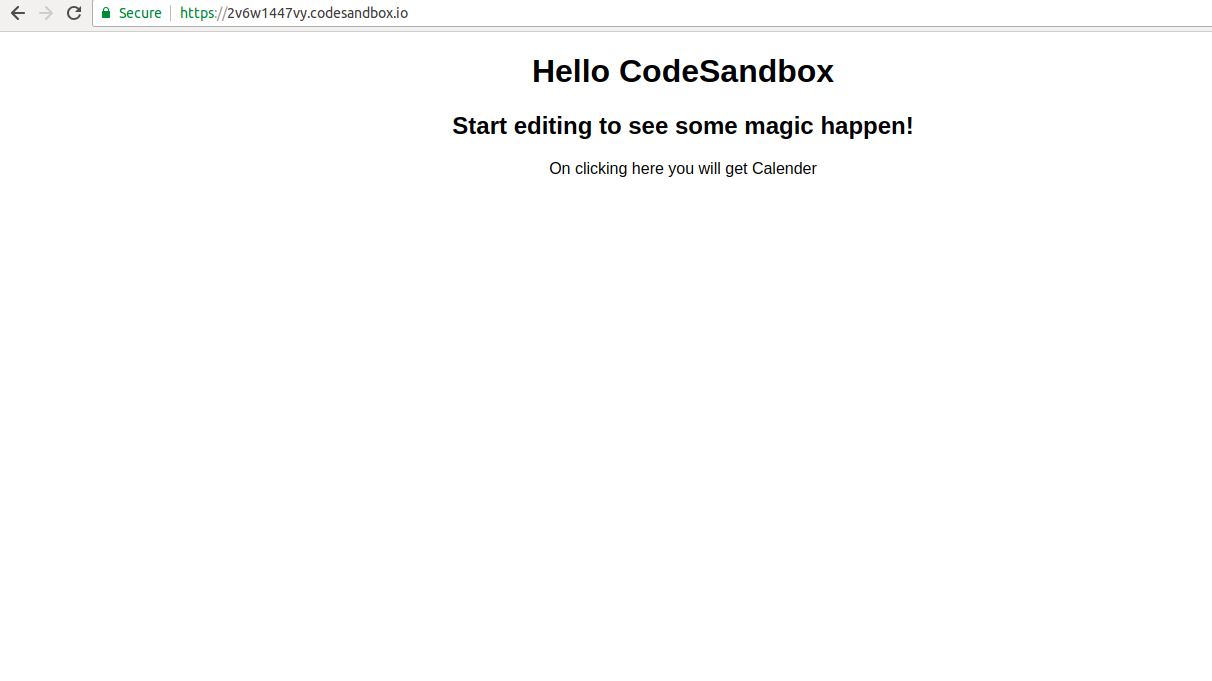 Secure https://2v6w1447vy.codesandbox.io
Hello CodeSandbox
Start editing to see some magic happen!
On clicking here you will get Calender